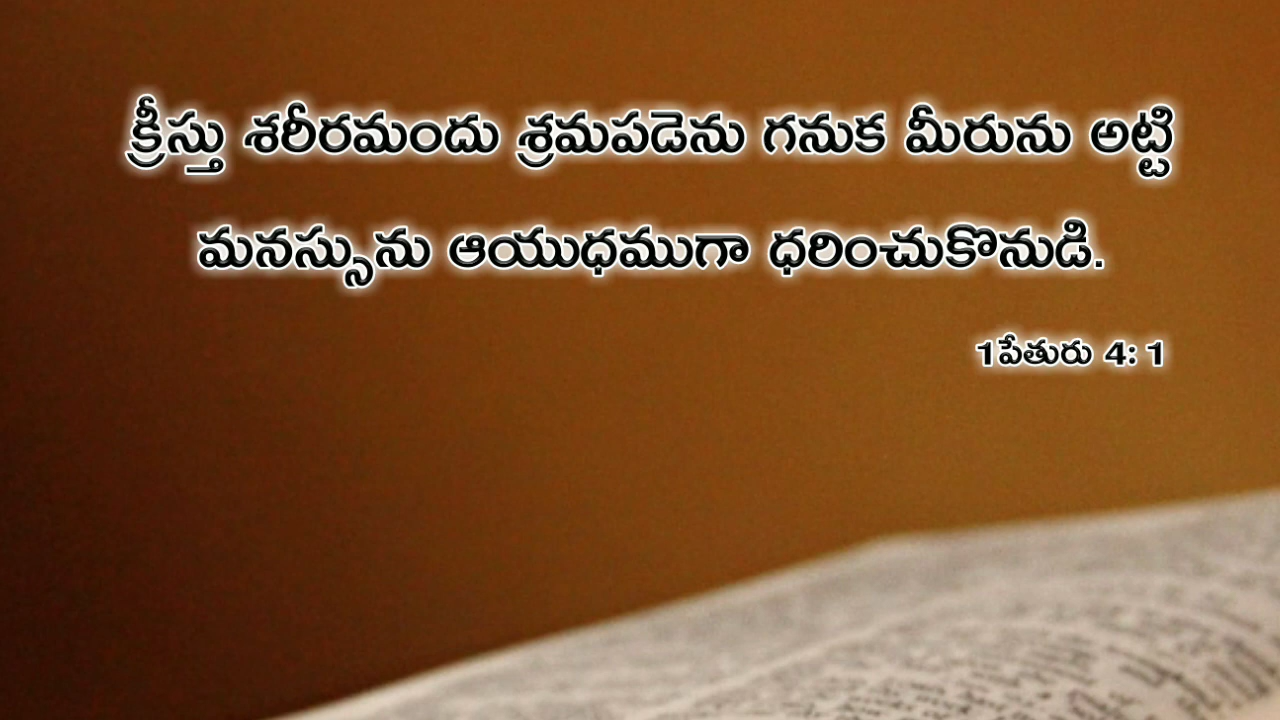 క్రీస్తు శరీరమందు శ్రమపడెను గనుక మీరును అట్టి
మనస్సును ఆయుధముగా ధరించుకొనుడి.
1పేతురు 4: 1